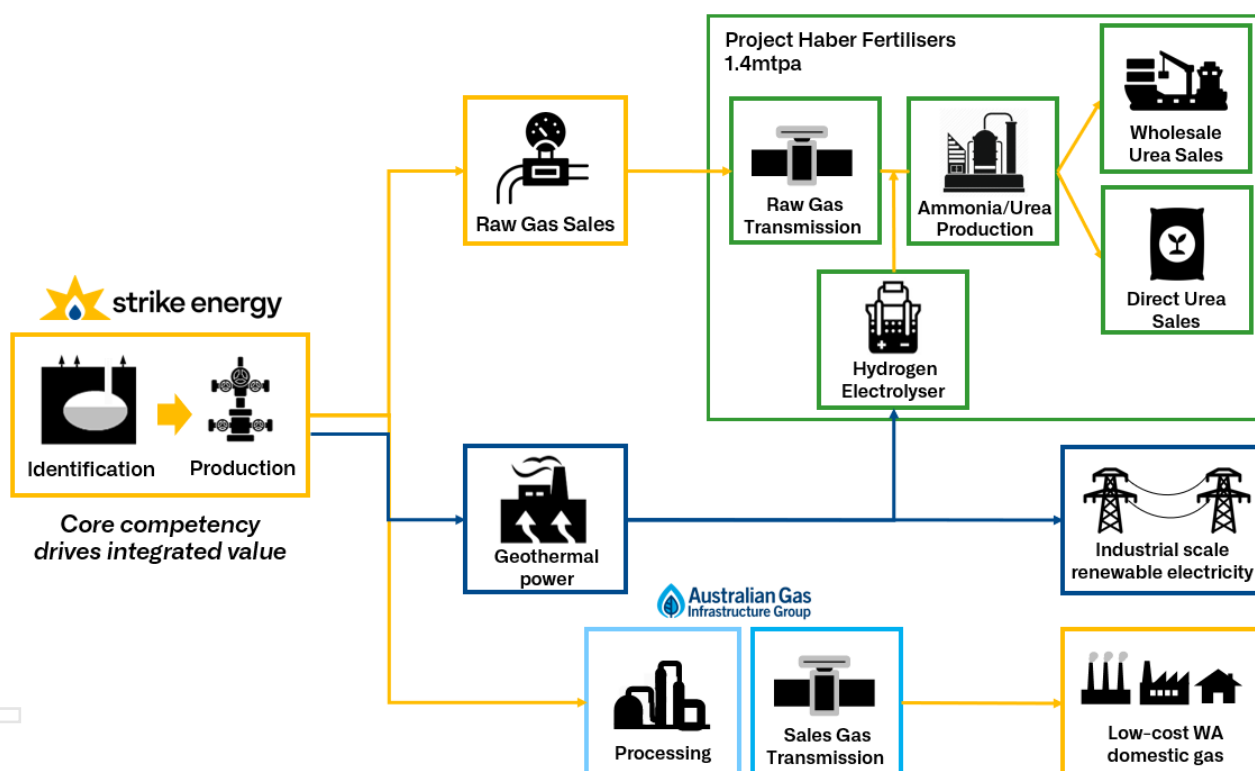 Project Haber Fertilisers
1.4mtpa
Wholesale
Urea Sales
Raw Gas Sales
Raw Gas
Transmission
Ammonia/Urea
Production
Direct Urea
Sales
Hydrogen
Electrolyser
strike energy
Identification
Production
Core competency
drives integrated value
Geothermal
power
Industrial scale
renewable electricity
Australian Gas
Infrastructure Group
Processing
Sales Gas
Transmission
Low-cost WA
domestic gas